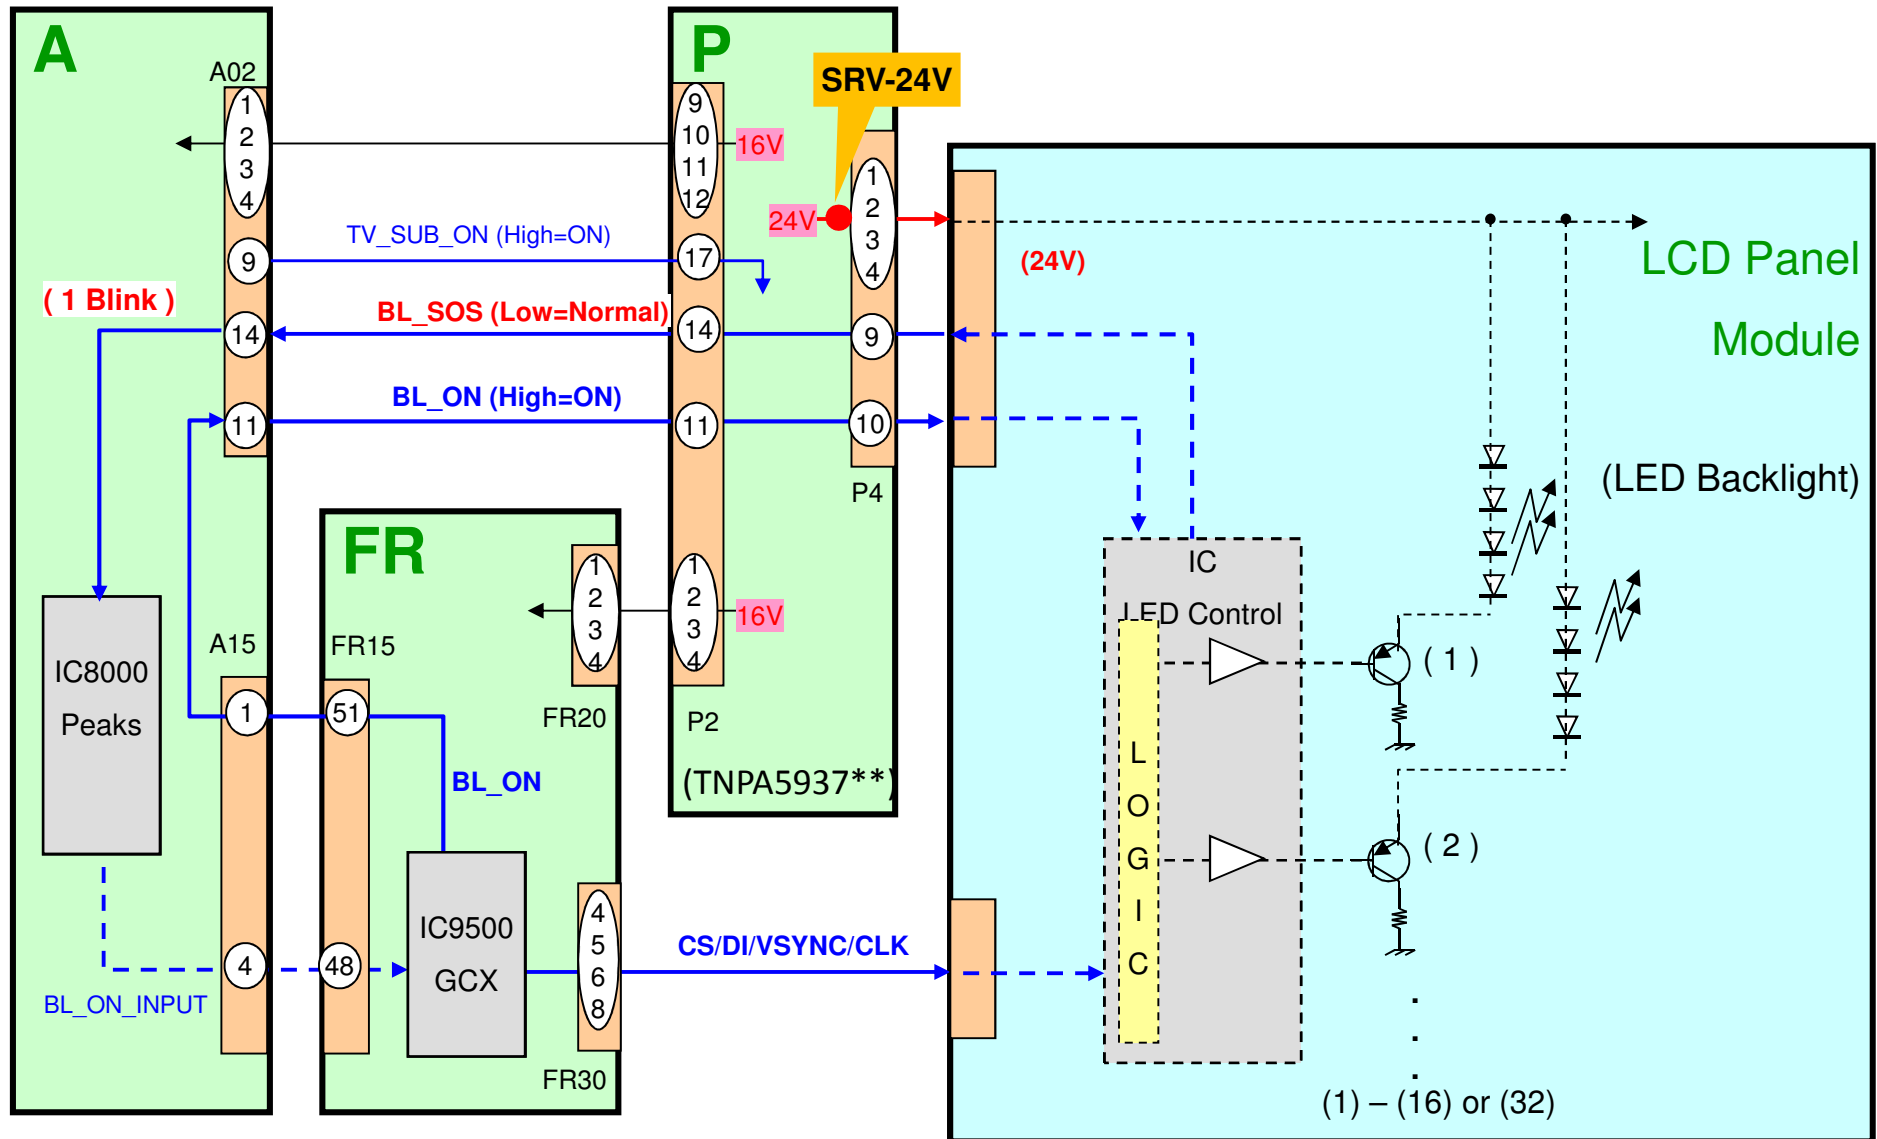 A
A02
1
2
3
4
9
14
11
( 1 Blink )
IC8000
Peaks
A15
1
4
BL_ON_INPUT
TV_SUB_ON (High=ON)
BL_SOS (Low=Normal)
BL_ON (High=ON)
FR
FR15
51
48
BL_ON
IC9500
GCX
1
2
3
4
FR20
4
5
6
8
FR30
P
9
10
11
12
16V
17
14
11
1
2
3
4
16V
P2
(TNPA5937**)
SRV-24V
24V
1
2
3
4
9
10
P4
CS/DI/VSYNC/CLK
(24V)
LCD Panel
Module
(LED Backlight)
IC
LED Control
L
O
G
I
C
( 1 )
( 2 )
.
.
.
(1) – (16) or (32)